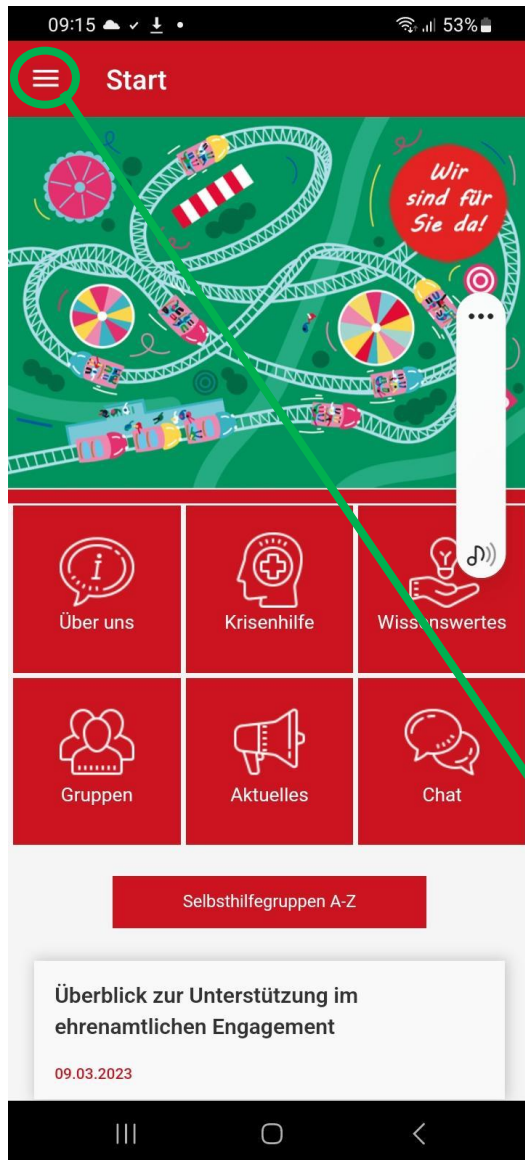 09:15
53%
Start
Wir
sind für
Sie da!
Über uns
Krisenhilfe
Wissenswertes
Gruppen
Aktuelles
Chat
Selbsthilfegruppen A-Z
Überblick zur Unterstützung im
ehrenamtlichen Engagement
09.03.2023